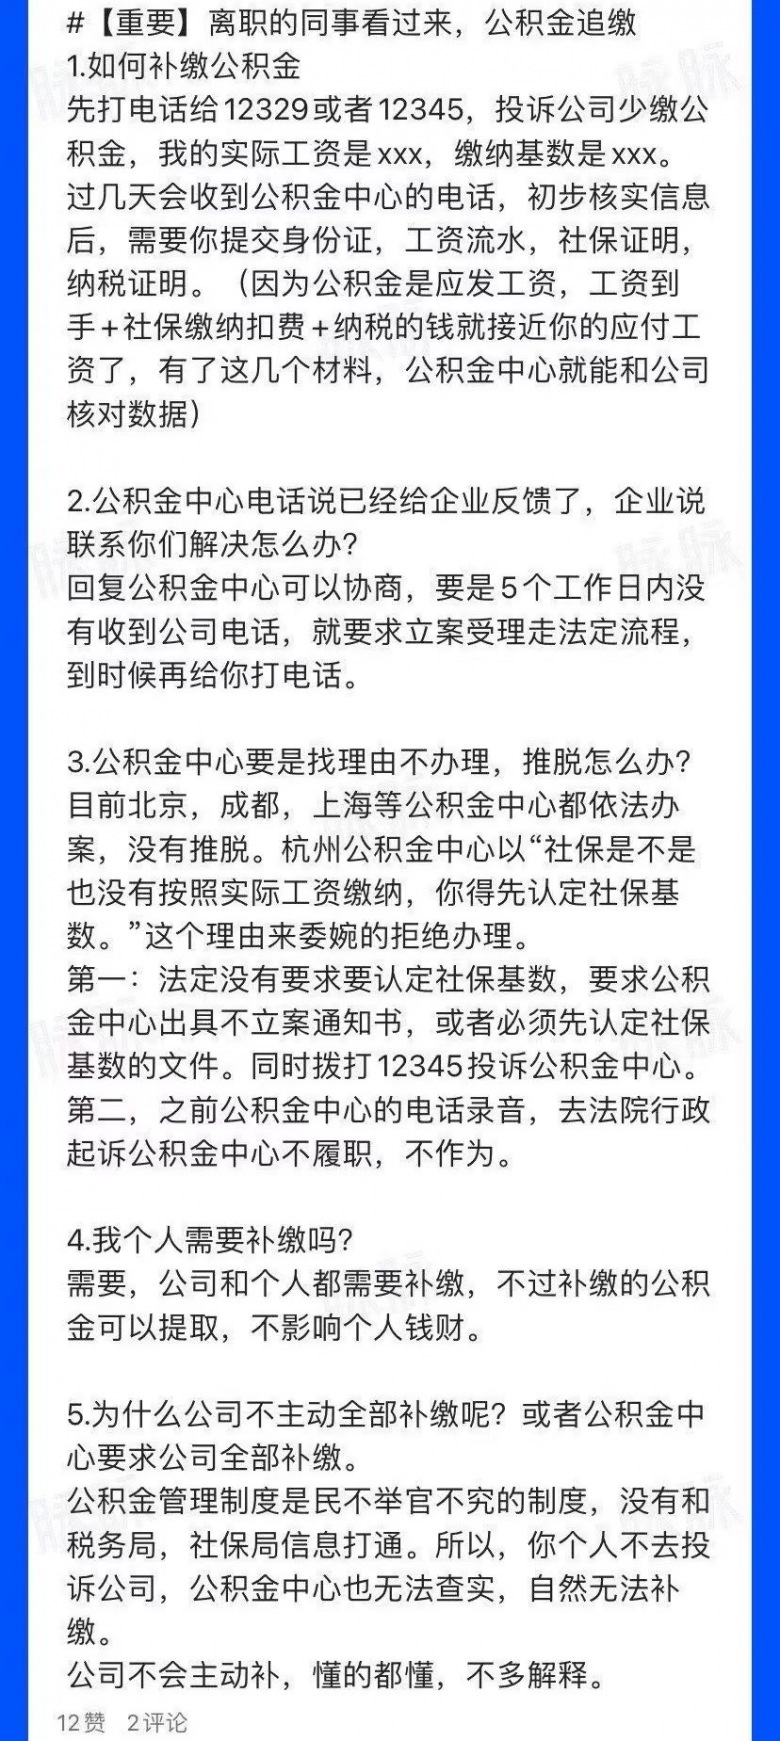 #【重要】离职的同事看过来，公积金追缴
1.如何补缴公积金
先打电话给12329或者12345，投诉公司少缴公
积金，我的实际工资是xxx，缴纳基数是xxx。
过几天会收到公积金中心的电话，初步核实信息
后，需要你提交身份证，工资流水，社保证明，
纳税证明。（因为公积金是应发工资，工资到
手+社保缴纳扣费+纳税的钱就接近你的应付工
资了，有了这几个材料，公积金中心就能和公司
核对数据）
2.公积金中心电话说已经给企业反馈了，企业说
联系你们解决怎么办？
回复公积金中心可以协商，要是5个工作日内没
有收到公司电话，就要求立案受理走法定流程，
到时候再给你打电话。
3.公积金中心要是找理由不办理，推脱怎么办？
目前北京，成都，上海等公积金中心都依法办
案，没有推脱。杭州公积金中心以“社保是不是
也没有按照实际工资缴纳，你得先认定社保基
数。”这个理由来委婉的拒绝办理。
第一：法定没有要求要认定社保基数，要求公积
金中心出具不立案通知书，或者必须先认定社保
基数的文件。同时拨打12345投诉公积金中心。
第二，之前公积金中心的电话录音，去法院行政
起诉公积金中心不履职，不作为。
4.我个人需要补缴吗？
需要，公司和个人都需要补缴，不过补缴的公积
金可以提取，不影响个人钱财。
5.为什么公司不主动全部补缴呢？或者公积金中
心要求公司全部补缴。
公积金管理制度是民不举官不究的制度，没有和
税务局，社保局信息打通。所以，你个人不去投
诉公司，公积金中心也无法查实，自然无法补
缴。
公司不会主动补，懂的都懂，不多解释。
12赞 2评论
脉脉